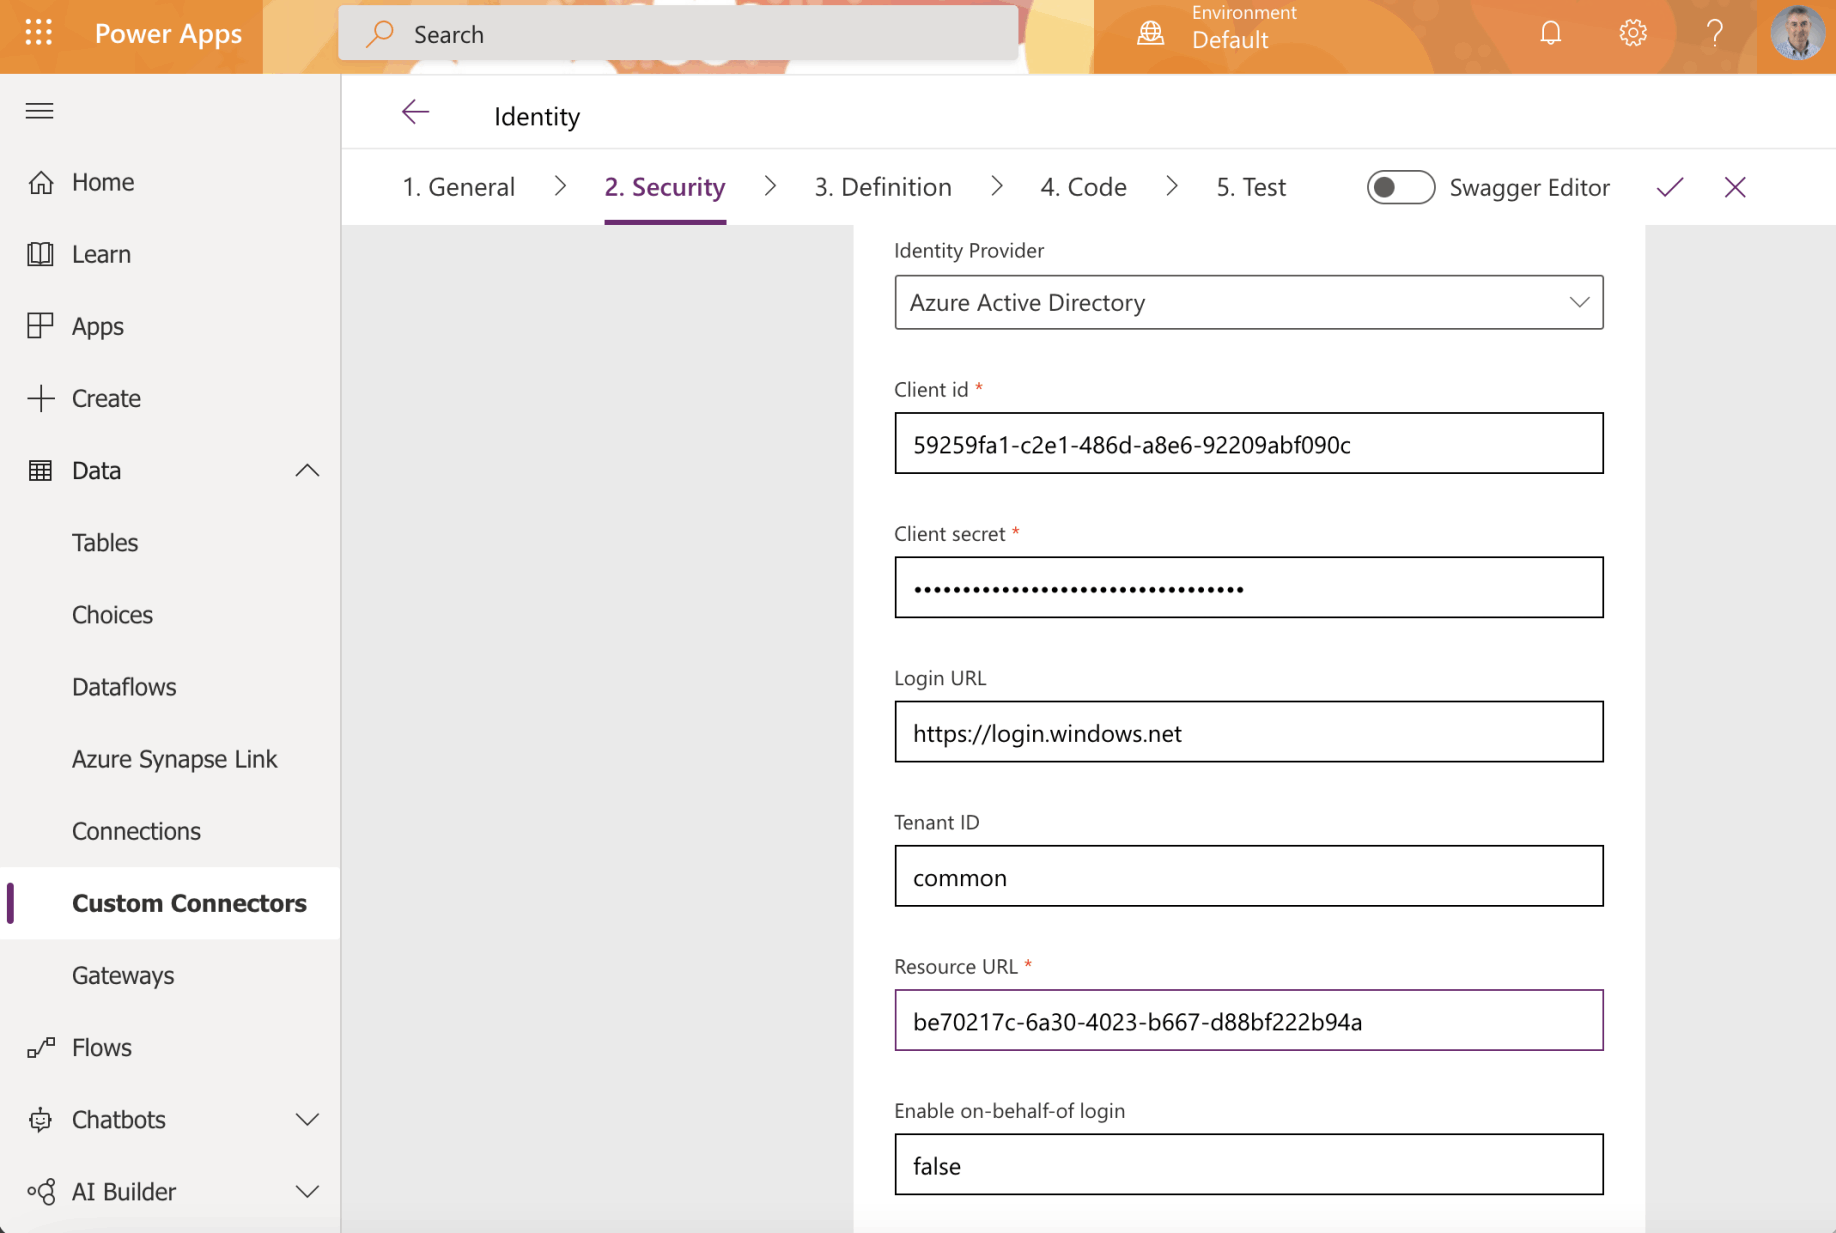 Power Apps
Search
Environment
Default
Identity
1. General
2. Security
3. Definition
4. Code
5. Test
Swagger Editor
Home
Learn
Apps
Create
Data
Tables
Choices
Dataflows
Azure Synapse Link
Connections
Custom Connectors
Gateways
Flows
Chatbots
AI Builder
Identity Provider
Azure Active Directory
Client id *
59259fa1-c2e1-486d-a8e6-92209abf090c
Client secret *
••••••••••••••••••••••••••••••••••
Login URL
https://login.windows.net
Tenant ID
common
Resource URL *
be70217c-6a30-4023-b667-d88bf222b94a
Enable on-behalf-of login
false